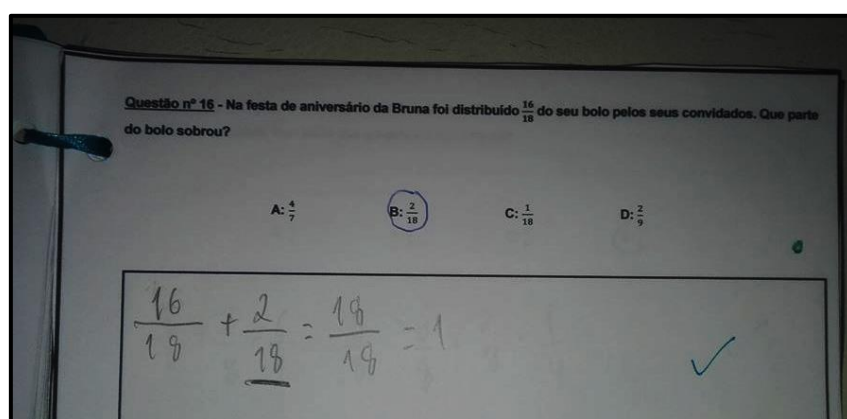 Questão nº 16 - Na festa de aniversário da Bruna foi distribuído 16/18 do seu bolo pelos seus convidados. Que parte
do bolo sobrou?
A: 4/7 B: 2/18 C: 1/18 D: 2/9
16/18 + 2/18 = 18/18 = 1